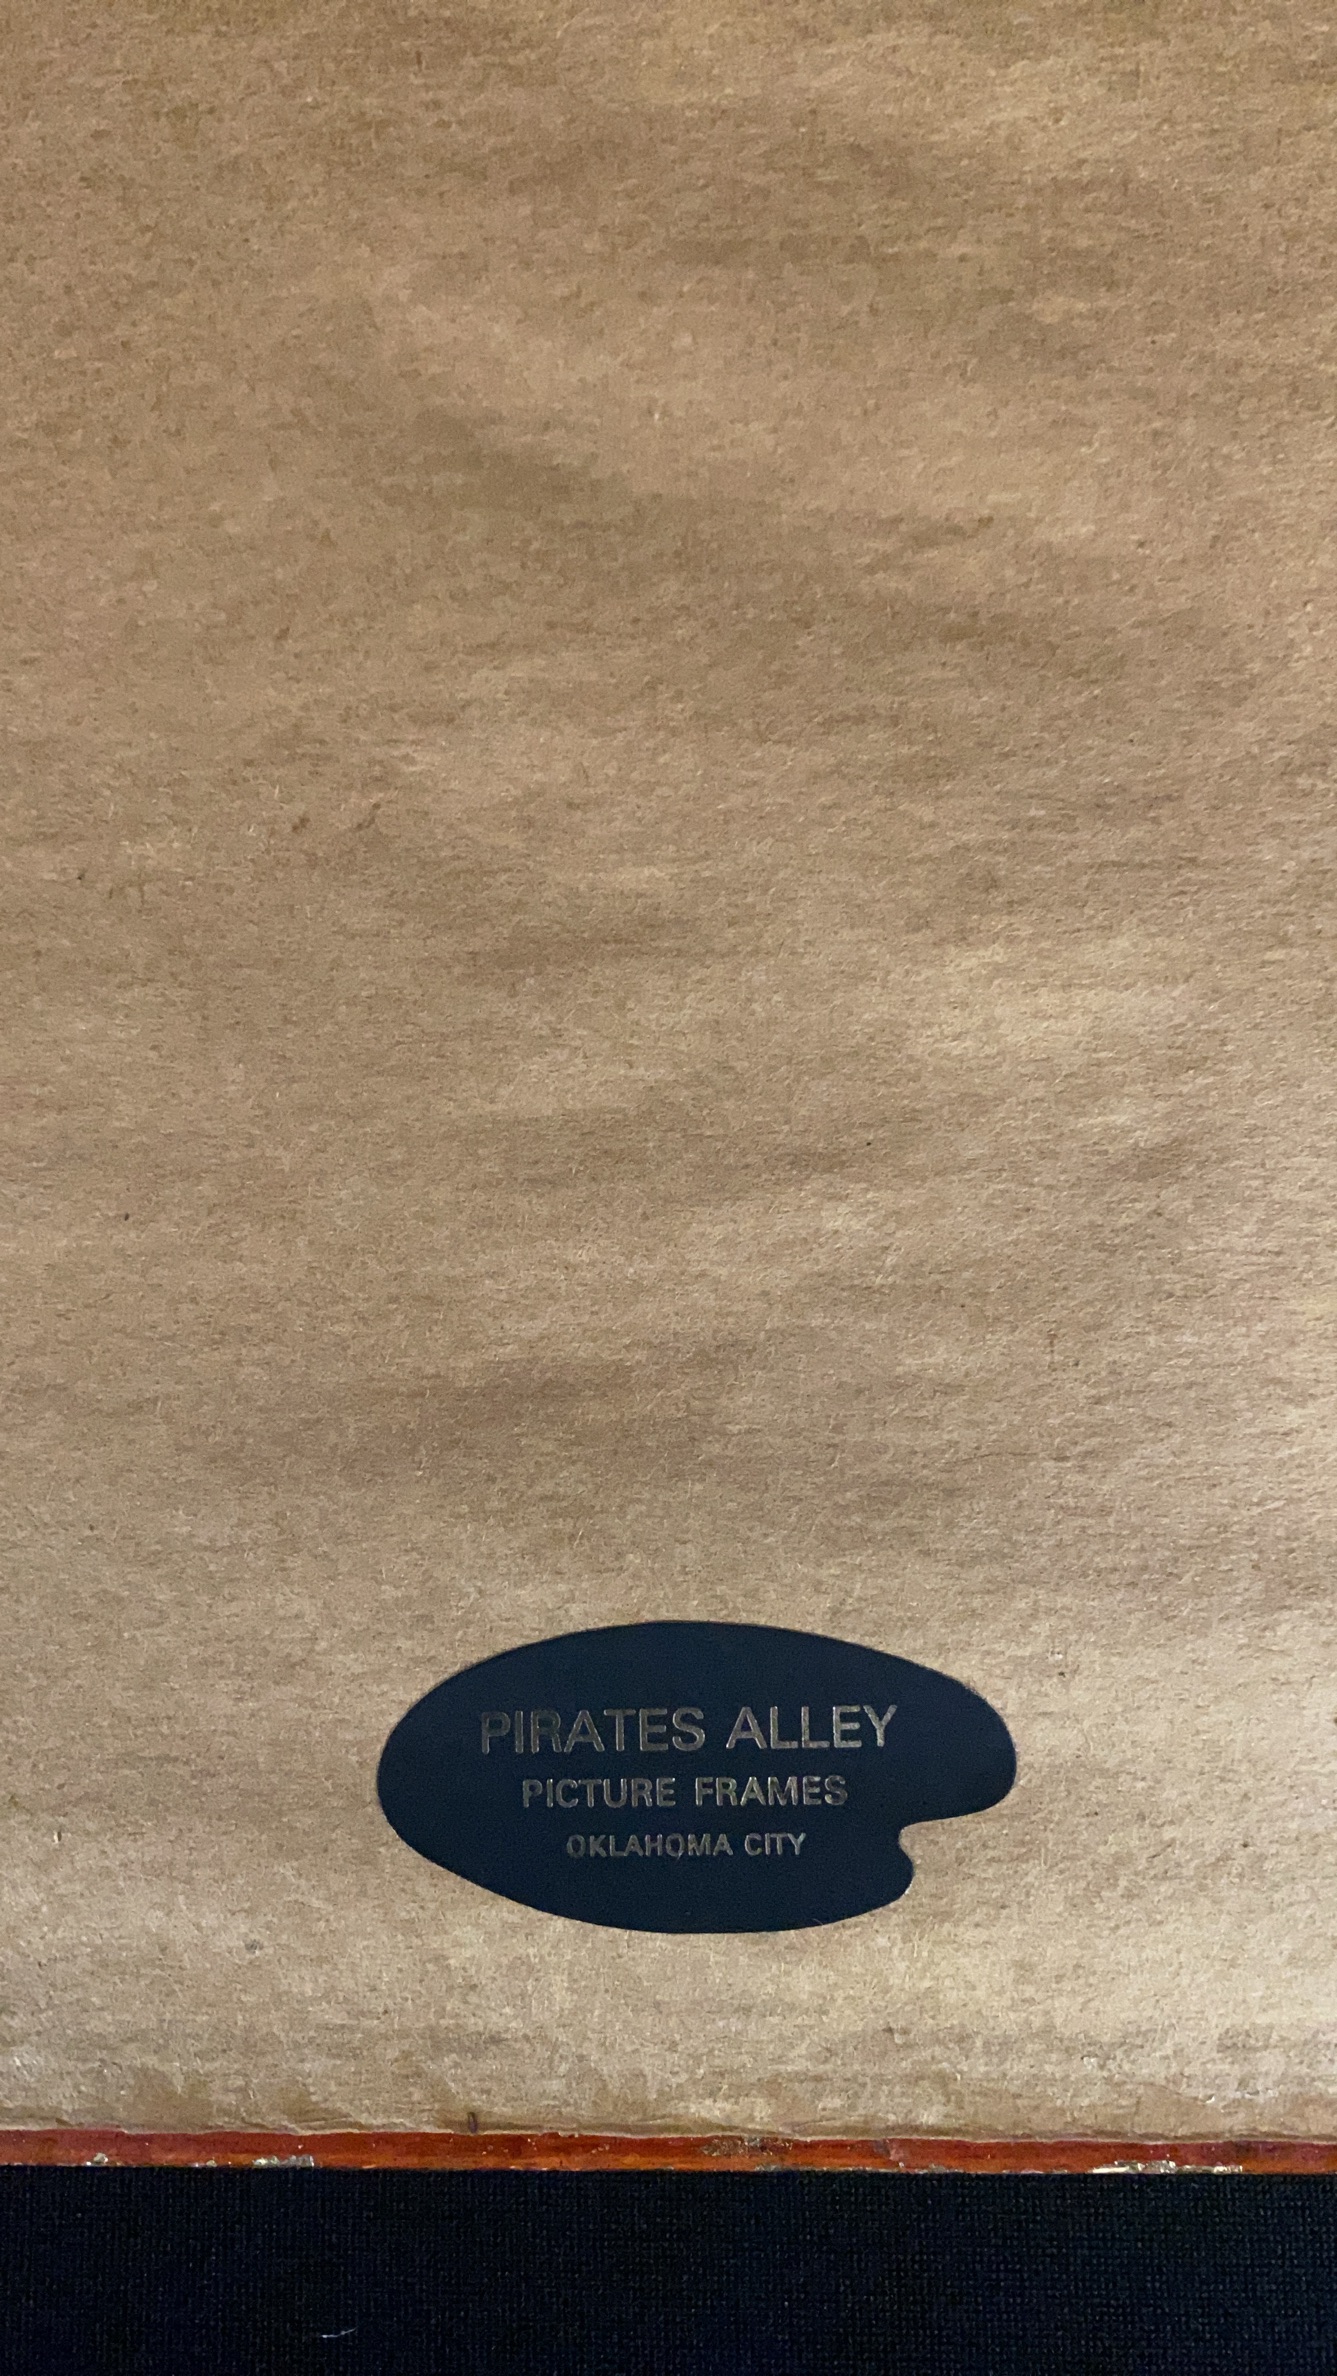 PIRATES ALLEY
PICTURE FRAMES
OKLAHOMA CITY